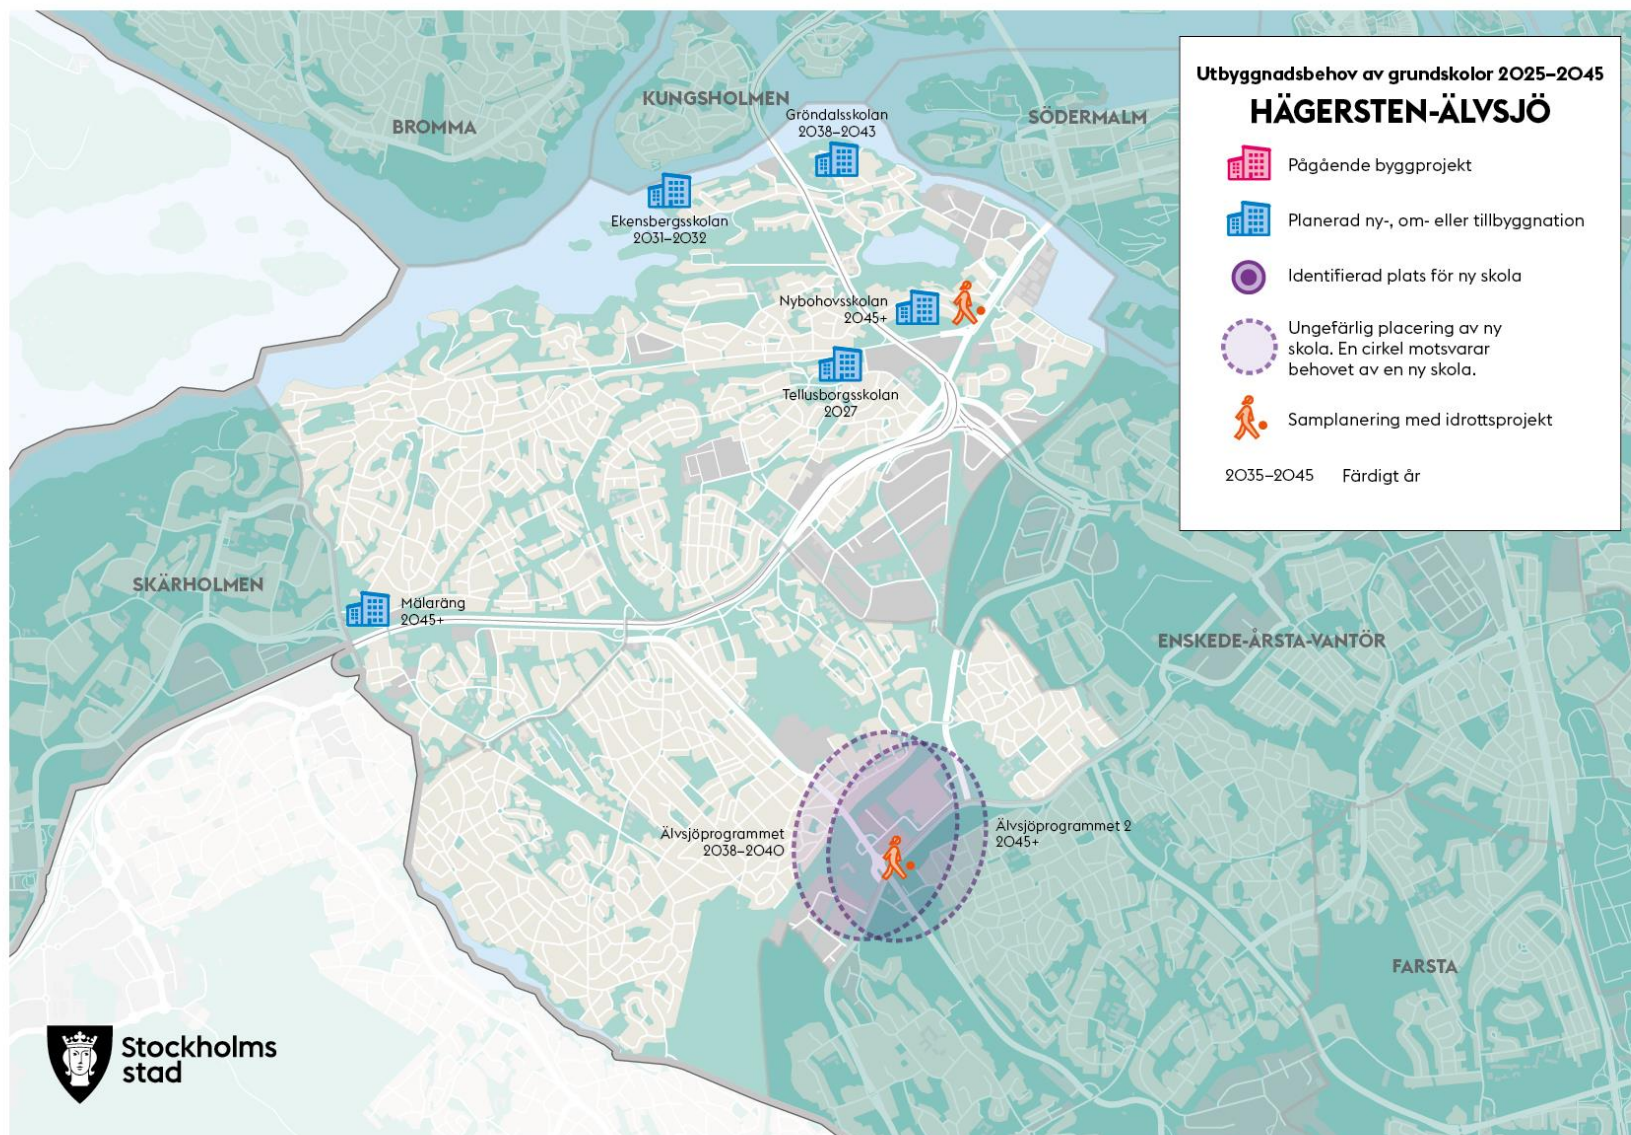 Utbyggnadsbehov av grundskolor 2025–2045
HÄGERSTEN-ÄLVSJÖ
Pågående byggprojekt
Planerad ny-, om- eller tillbyggnation
Identifierad plats för ny skola
Ungefärlig placering av ny
skola. En cirkel motsvarar
behovet av en ny skola.
Samplanering med idrottsprojekt
2035–2045 Färdigt år
KUNGSHOLMEN
BROMMA
SÖDERMALM
Gröndalsskolan
2038–2043
Ekensbergsskolan
2031–2032
Nybohovsskolan
2045+
Tellusborgsskolan
2027
SKÄRHOLMEN
Mälaräng
2045+
ENSKEDE-ÅRSTA-VANTÖR
Älvsjöprogrammet
2038–2040
Älvsjöprogrammet 2
2045+
FARSTA
Stockholms
stad